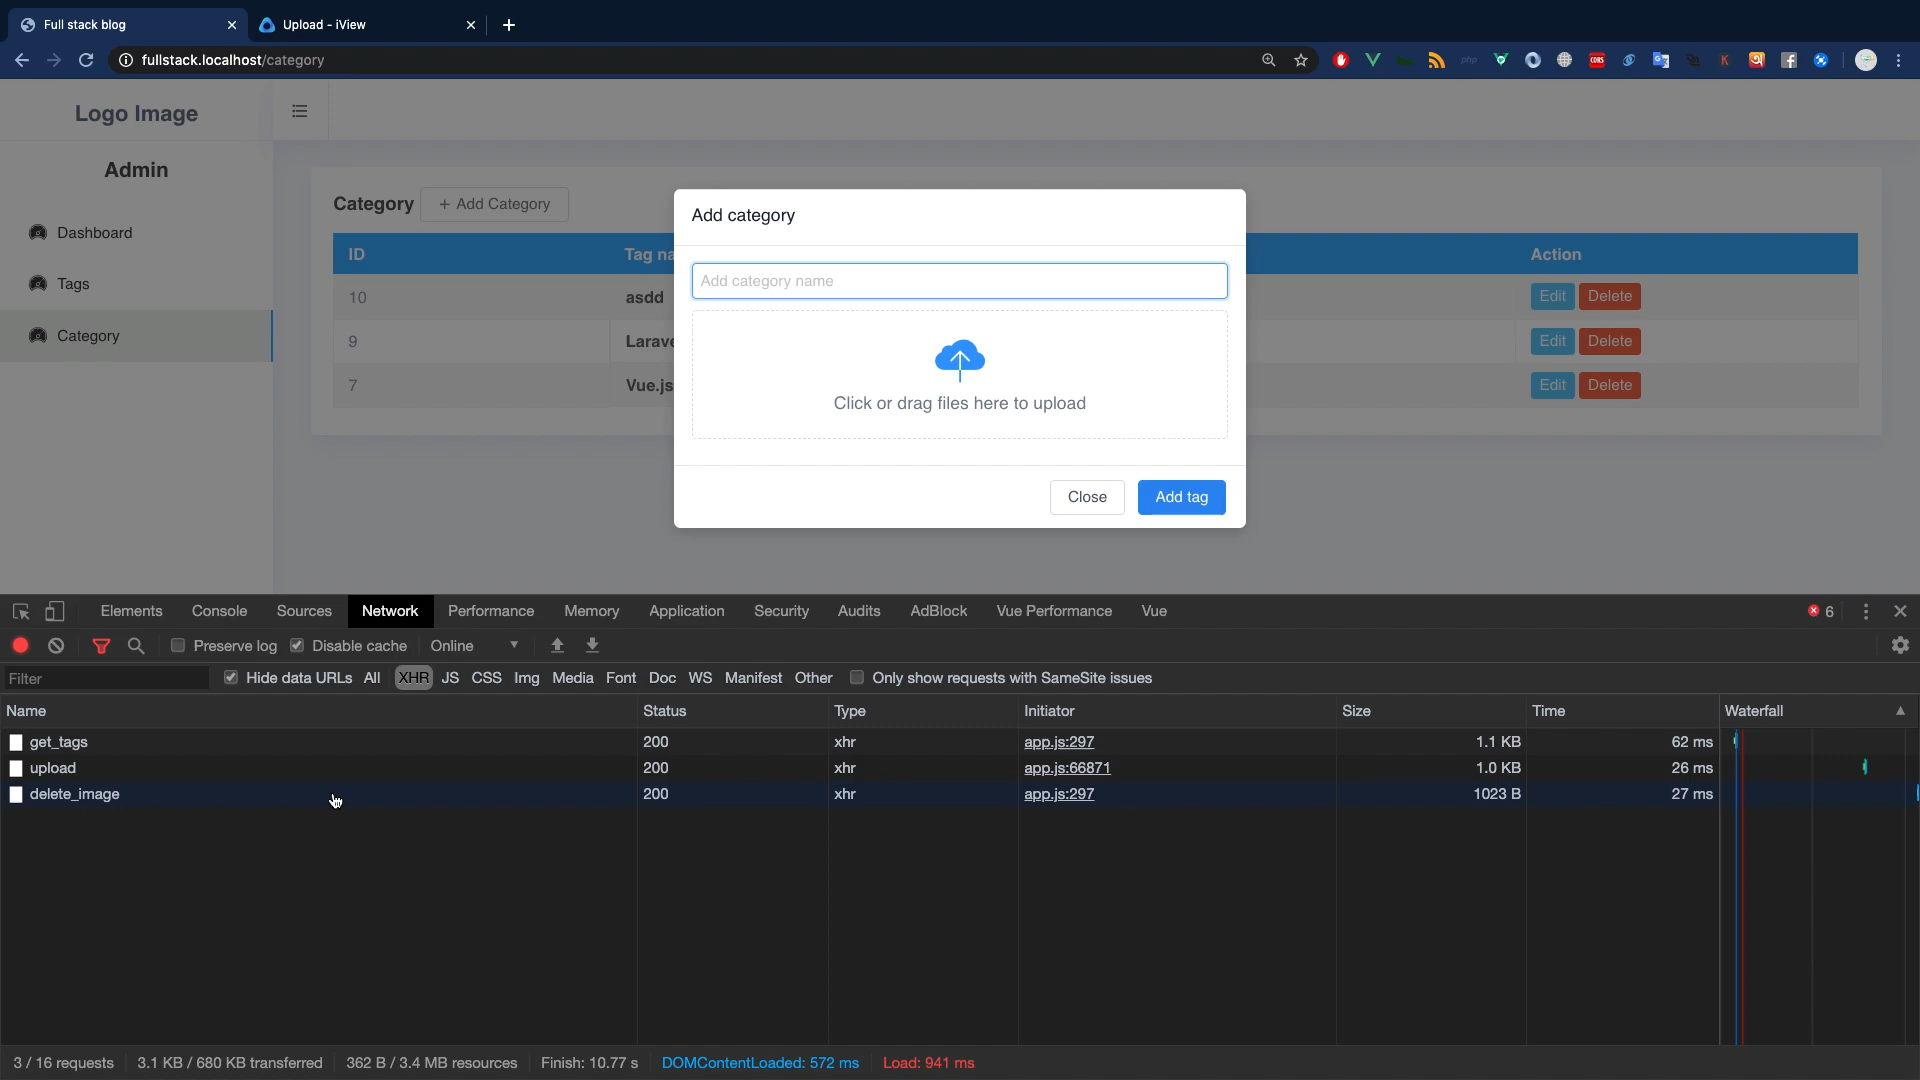 Full stack blog
Upload - iView
fullstack.localhost/category
php
CORS
K
Logo Image
Admin
Dashboard
Tags
Category
Category
+ Add Category
ID
Tag na
Action
10
asdd
Edit
Delete
9
Larave
Edit
Delete
7
Vue.js
Edit
Delete
Add category
Add category name
Click or drag files here to upload
Close
Add tag
Elements
Console
Sources
Network
Performance
Memory
Application
Security
Audits
AdBlock
Vue Performance
Vue
6
Preserve log
Disable cache
Online
Filter
Hide data URLs
All
XHR
JS
CSS
Img
Media
Font
Doc
WS
Manifest
Other
Only show requests with SameSite issues
Name
Status
Type
Initiator
Size
Time
Waterfall
get_tags
200
xhr
app.js:297
1.1 KB
62 ms
upload
200
xhr
app.js:66871
1.0 KB
26 ms
delete_image
200
xhr
app.js:297
1023 B
27 ms
3 / 16 requests
3.1 KB / 680 KB transferred
362 B / 3.4 MB resources
Finish: 10.77 s
DOMContentLoaded: 572 ms
Load: 941 ms